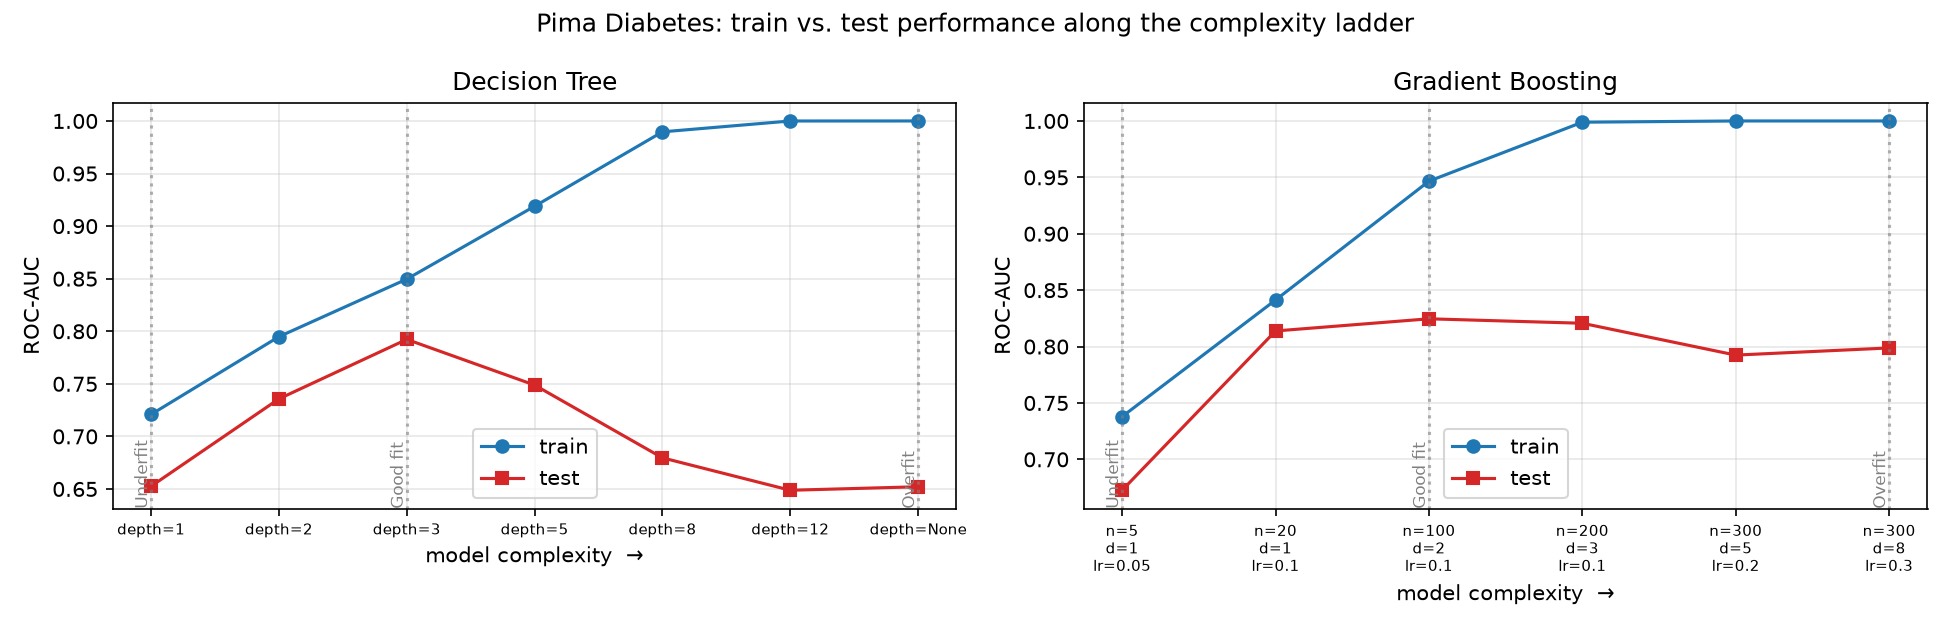 Pima Diabetes: train vs. test performance along the complexity ladder
Decision Tree
ROC-AUC
1.00
0.95
0.90
0.85
0.80
0.75
0.70
0.65
Underfit
Good fit
Overfit
train
test
depth=1
depth=2
depth=3
depth=5
depth=8
depth=12
depth=None
model complexity →
Gradient Boosting
ROC-AUC
1.00
0.95
0.90
0.85
0.80
0.75
0.70
Underfit
Good fit
Overfit
train
test
n=5
d=1
lr=0.05
n=20
d=1
lr=0.1
n=100
d=2
lr=0.1
n=200
d=3
lr=0.1
n=300
d=5
lr=0.2
n=300
d=8
lr=0.3
model complexity →